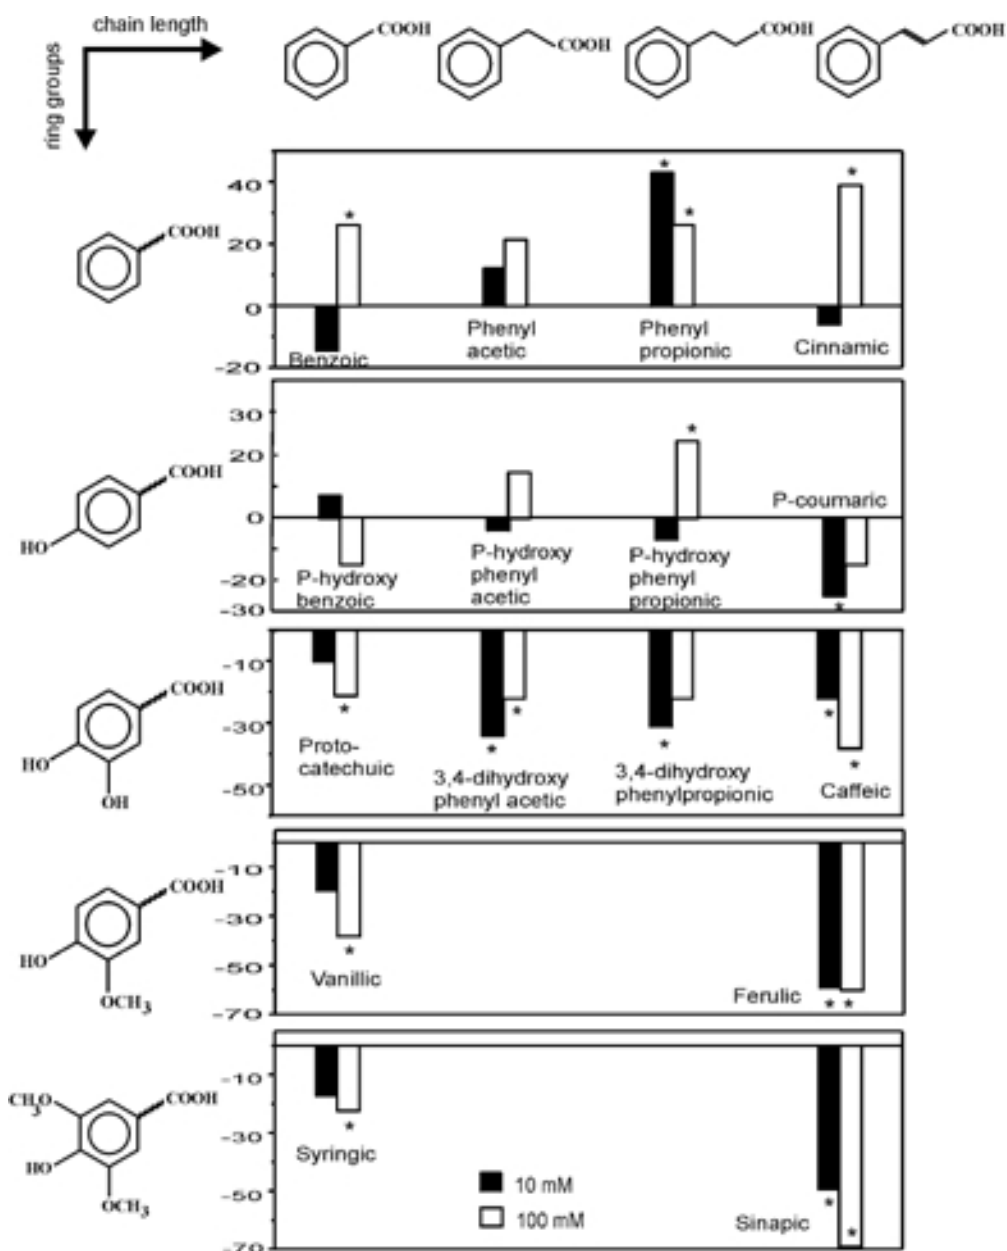 chain length
ring groups
COOH
COOH
COOH
COOH
COOH
40
20
0
-20
*
*
*
*
Benzoic
Phenyl
acetic
Phenyl
propionic
Cinnamic
COOH
HO
30
20
0
-20
-30
*
P-coumaric
P-hydroxy
benzoic
P-hydroxy
phenyl
acetic
P-hydroxy
phenyl
propionic
*
COOH
HO
OH
-10
-30
-50
*
*
*
*
*
*
Proto-
catechuic
3,4-dihydroxy
phenyl acetic
3,4-dihydroxy
phenylpropionic
Caffeic
COOH
HO
OCH3
-10
-30
-50
-70
*
Vanillic
Ferulic
* *
COOH
CH3O
HO
OCH3
-10
-30
-50
-70
*
Syringic
10 mM
100 mM
Sinapic
*
*